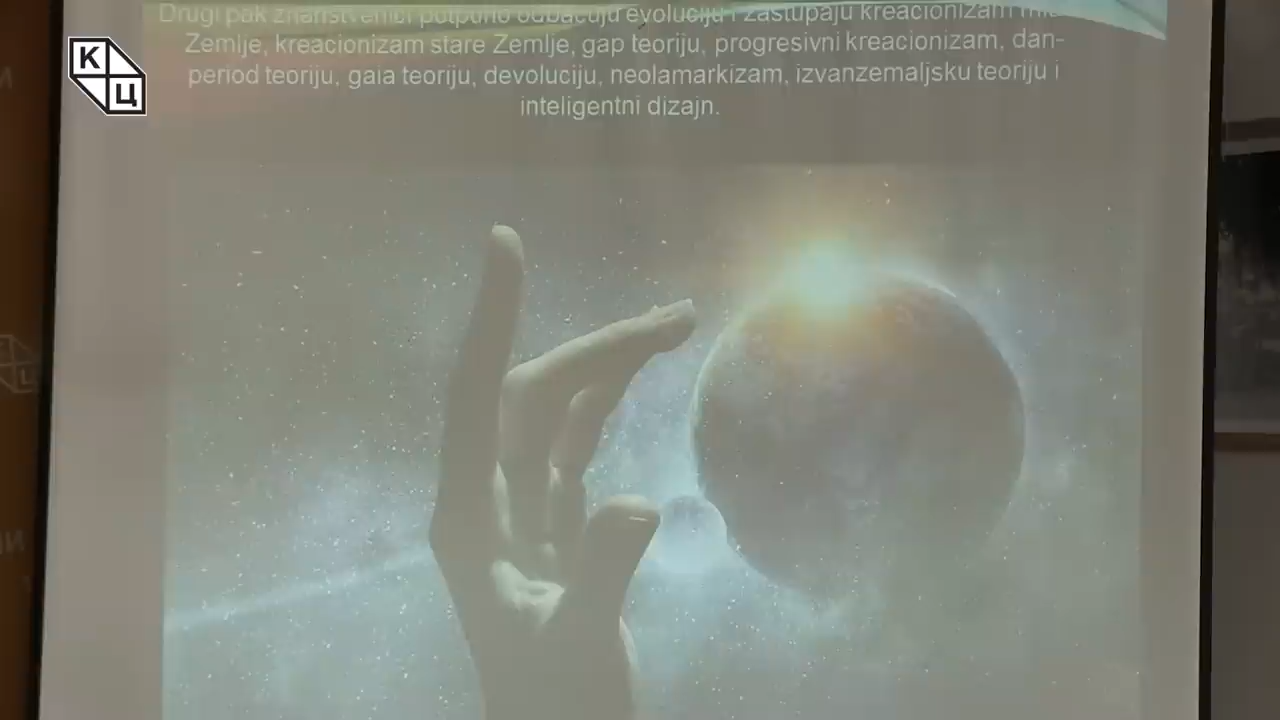 Drugi pak znanstvenici potpuno odbacuju evoluciju i zastupaju kreacionizam
Zemlje, kreacionizam stare Zemlje, gap teoriju, progresivni kreacionizam, dan-
period teoriju, gaia teoriju, devoluciju, neolamarkizam, izvanzemaljsku teoriju i
inteligentni dizajn.
К
Ц